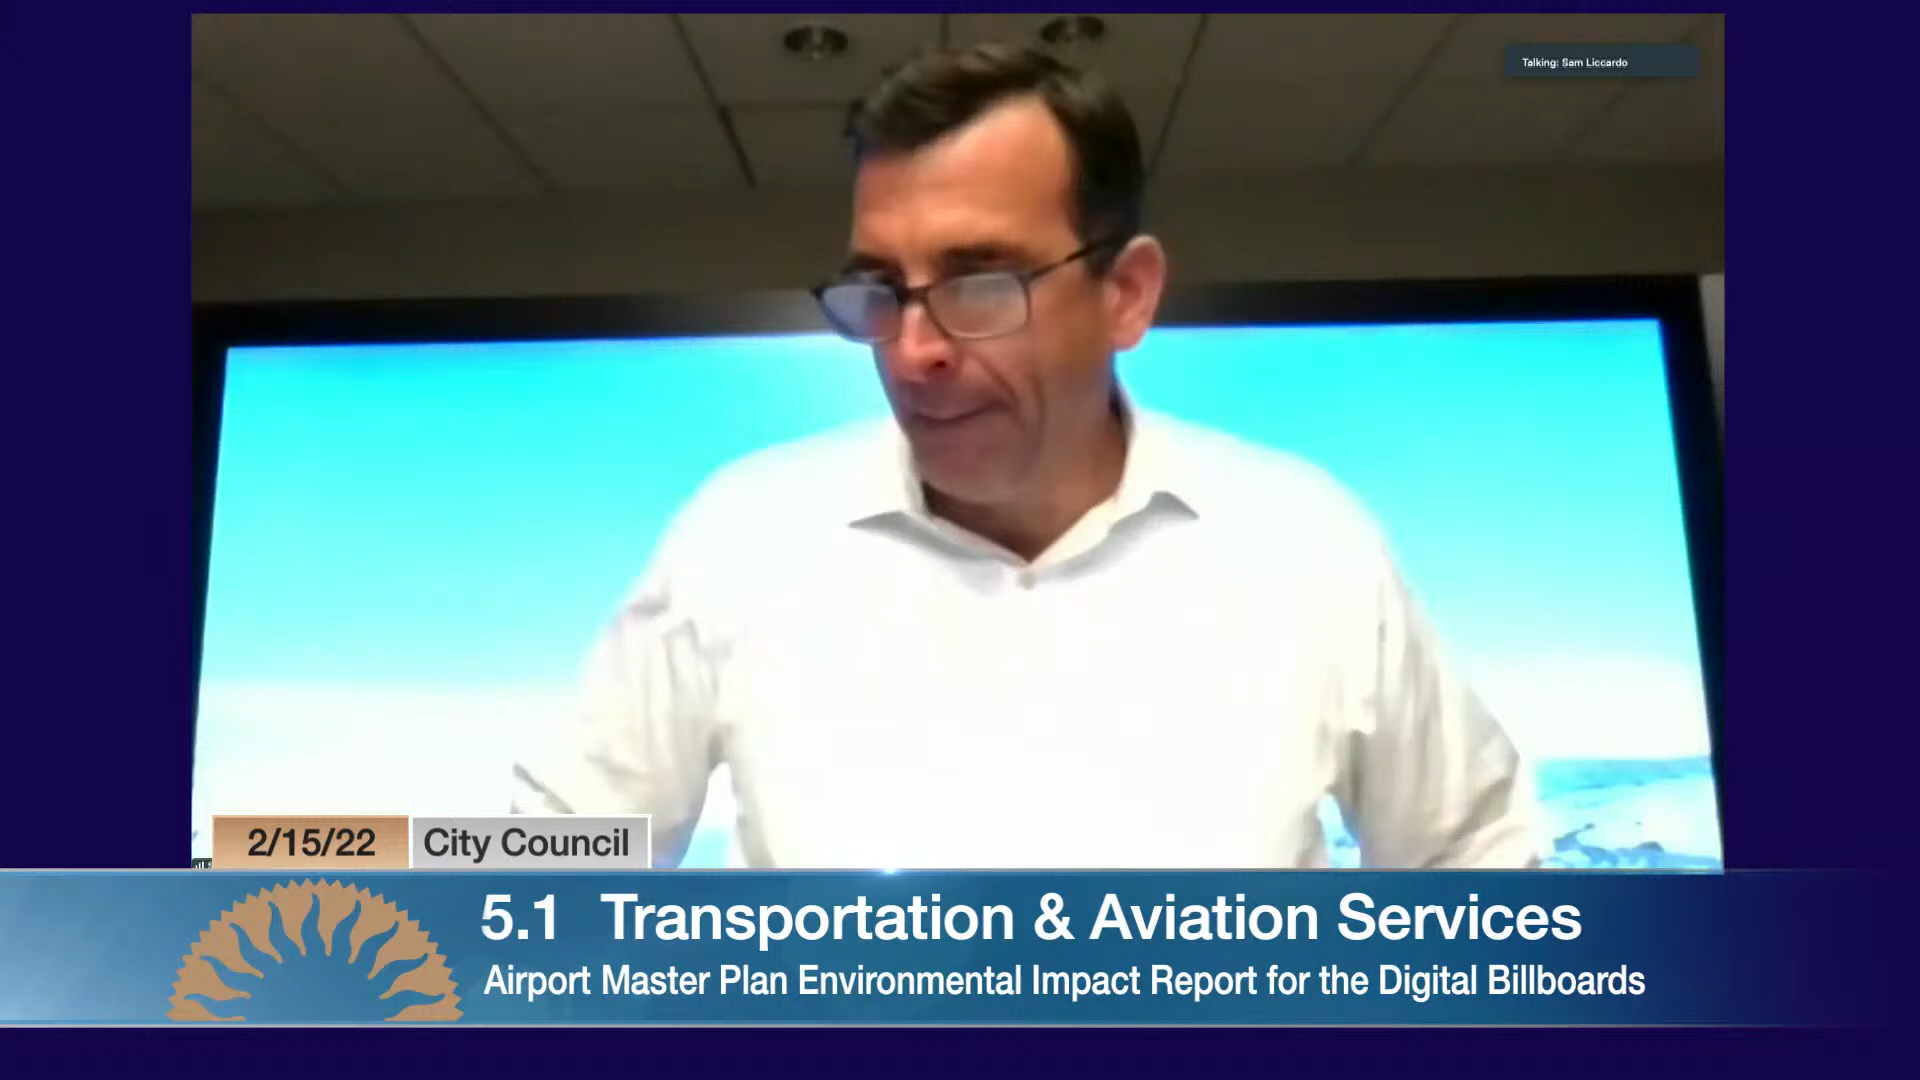 Talking: Sam Liccardo
2/15/22 City Council
5.1 Transportation & Aviation Services
Airport Master Plan Environmental Impact Report for the Digital Billboards